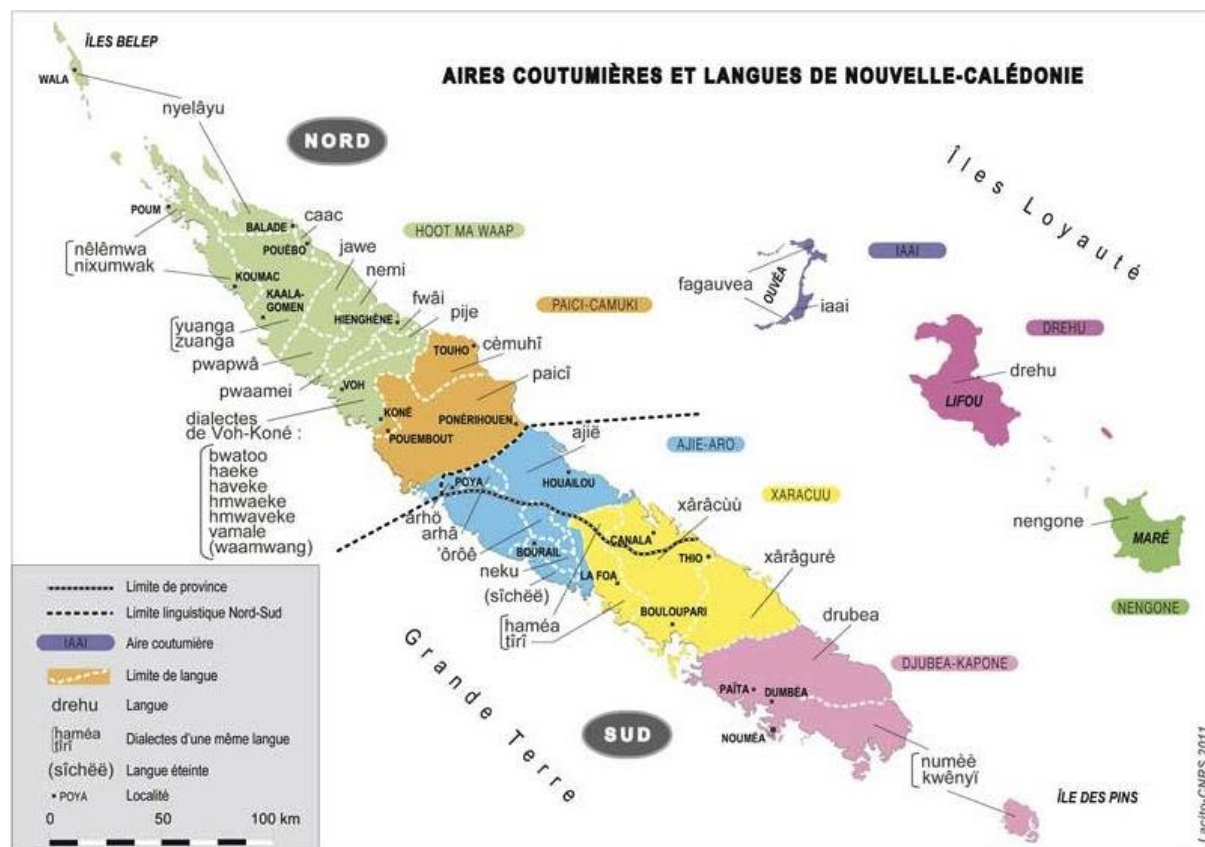 AIRES COUTUMIÈRES ET LANGUES DE NOUVELLE-CALÉDONIE
ÎLES BELEP
WALA
nyelâyu
NORD
POUM
BALADE
caac
POUÉBO
HOOT MA WAAP
jawe
nêlêmwa
nixumwak
KOUMAC
nemi
KAALA-
GOMEN
HIENGHÈNE
fwâi
pije
yuanga
zuanga
pwapwâ
pwaamei
VOH
dialectes
de Voh-Koné :
bwatoo
haeke
haveke
hmwaeke
hmwaveke
vamale
(waamwang)
PAICI-CAMUKI
TOUHO
cèmuhî
paicî
KONÉ
PONÉRIHOUEN
POUEMBOUT
Îles Loyauté
IAAI
OUVÉA
fagauvea
iaai
DREHU
drehu
LIFOU
nengone
MARÉ
NENGONE
ajië
AJIE-ARO
POYA
HOUAILOU
arhö
arhâ
'ôrôê
BOURAIL
neku
(sîchëë)
XARACUU
xârâcùù
CANALA
THIO
LA FOA
xârâgurè
BOULOUPARI
haméa
tîrî
Grande Terre
SUD
drubea
DJUBEA-KAPONE
PAÏTA
DUMBÉA
NOUMÉA
numèè
kwênyï
ÎLE DES PINS
Limite de province
Limite linguistique Nord-Sud
IAAI
Aire coutumière
Limite de langue
drehu
Langue
haméa
tîrî
Dialectes d'une même langue
(sîchëë)
Langue éteinte
POYA
Localité
0 50 100 km
Lacito-CNRS 2011